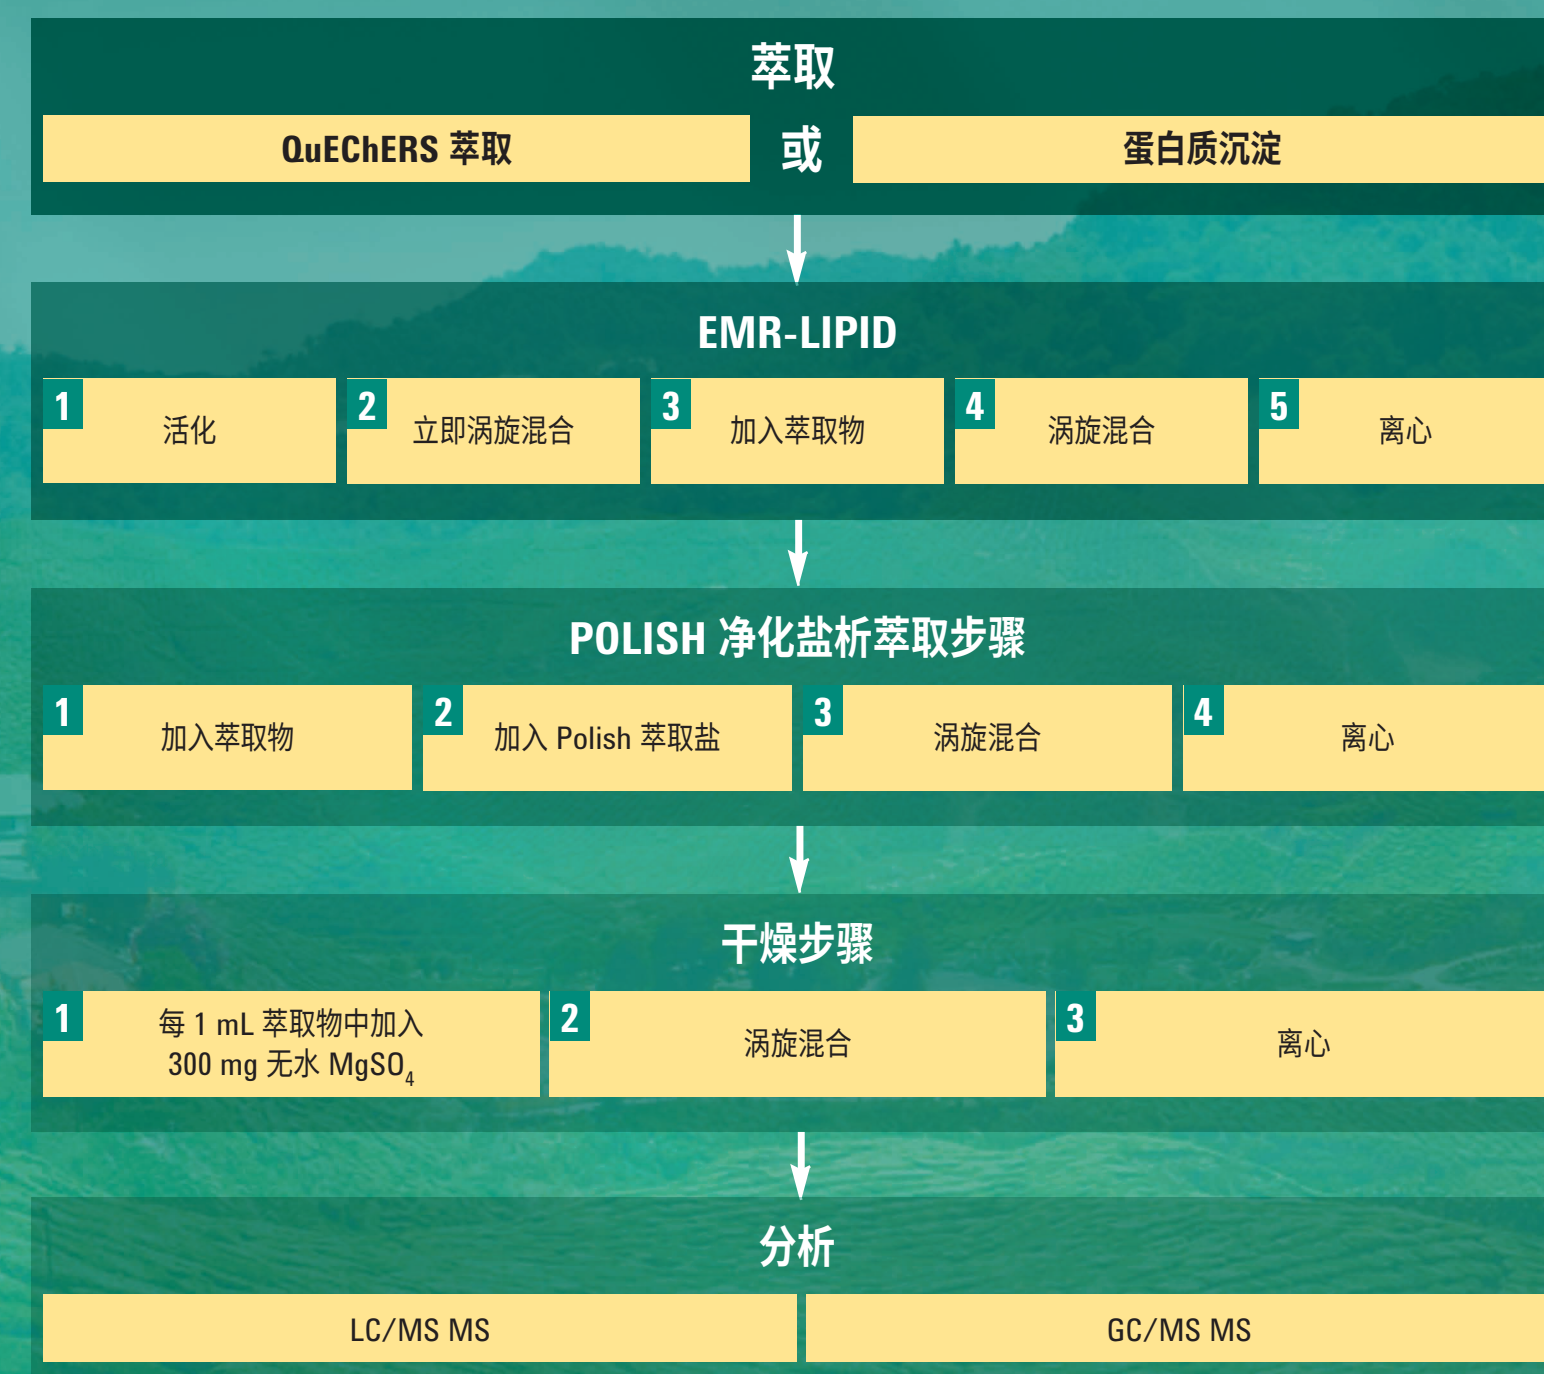 萃取
QuEChERS 萃取
或
蛋白质沉淀
EMR-LIPID
1
活化
2
立即涡旋混合
3
加入萃取物
4
涡旋混合
5
离心
POLISH 净化盐析萃取步骤
1
加入萃取物
2
加入 Polish 萃取盐
3
涡旋混合
4
离心
干燥步骤
1
每 1 mL 萃取物中加入
300 mg 无水 MgSO₄
2
涡旋混合
3
离心
分析
LC/MS MS
GC/MS MS